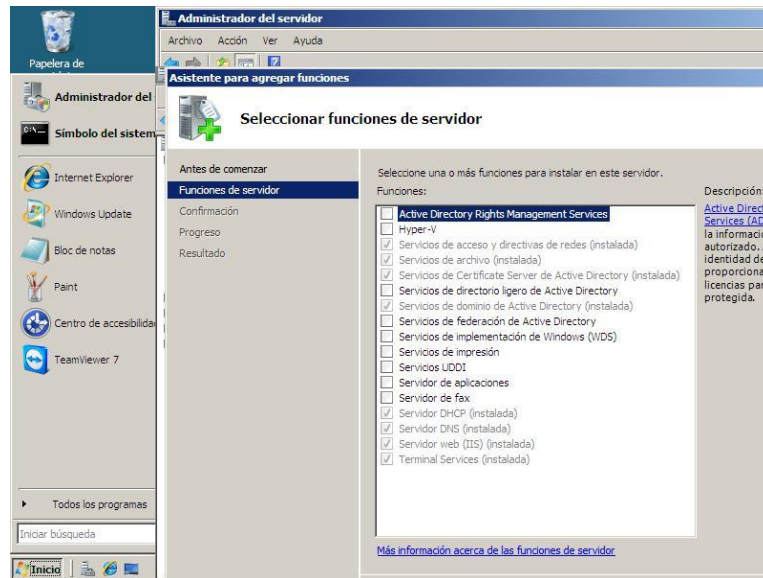 Papelera de
Administrador del
Símbolo del sistem
Internet Explorer
Windows Update
Bloc de notas
Paint
Centro de accesibilida
TeamViewer 7
Todos los programas
Iniciar búsqueda
Inicio
Administrador del servidor
Archivo Acción Ver Ayuda
Asistente para agregar funciones
Seleccionar funciones de servidor
Antes de comenzar
Funciones de servidor
Confirmación
Progreso
Resultado
Seleccione una o más funciones para instalar en este servidor.
Funciones:
Active Directory Rights Management Services
Hyper-V
Servicios de acceso y directivas de redes (instalada)
Servicios de archivo (instalada)
Servicios de Certificate Server de Active Directory (instalada)
Servicios de directorio ligero de Active Directory
Servicios de dominio de Active Directory (instalada)
Servicios de federación de Active Directory
Servicios de implementación de Windows (WDS)
Servicios de impresión
Servicios UDDI
Servidor de aplicaciones
Servidor de fax
Servidor DHCP (instalada)
Servidor DNS (instalada)
Servidor web (IIS) (instalada)
Terminal Services (instalada)
Más información acerca de las funciones de servidor
Descripción:
Active Direct
Services (AD
la informació
autorizado.
identidad de
proporciona
licencias par
protegida.